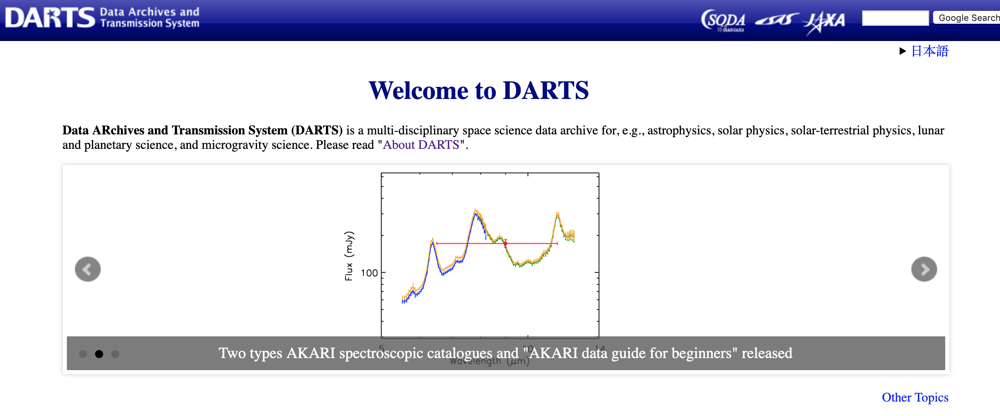 DARTS Data Archives and
Transmission System
SODA
ISAS/JAXA
ISAS
JAXA
Google Search
▶ 日本語
Welcome to DARTS
Data ARchives and Transmission System (DARTS) is a multi-disciplinary space science data archive for, e.g., astrophysics, solar physics, solar-terrestrial physics, lunar
and planetary science, and microgravity science. Please read "About DARTS".
Flux (mJy)
100
5 10 14
Two types AKARI spectroscopic catalogues and "AKARI data guide for beginners" released
Wavelength (μm)
Other Topics